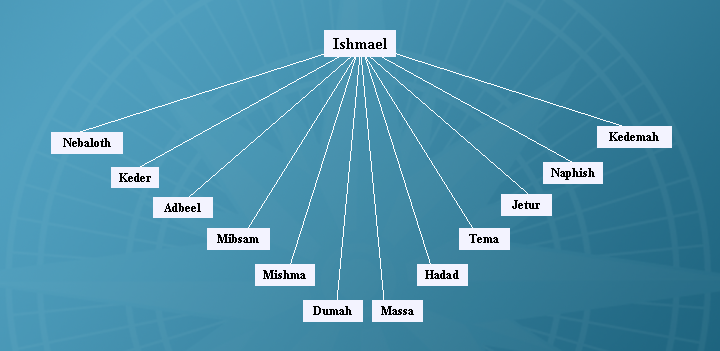 Ishmael
Nebaloth
Keder
Adbeel
Mibsam
Mishma
Dumah
Massa
Hadad
Tema
Jetur
Naphish
Kedemah